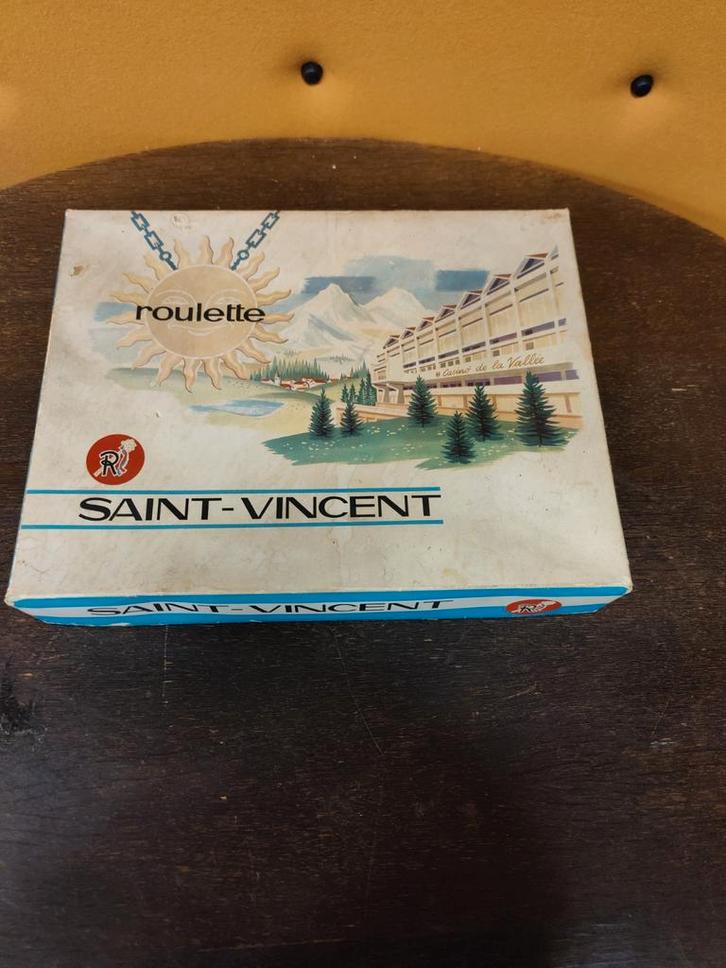 roulette
Casinò de la Vallée
R
SAINT-VINCENT
SAINT-VINCENT
R